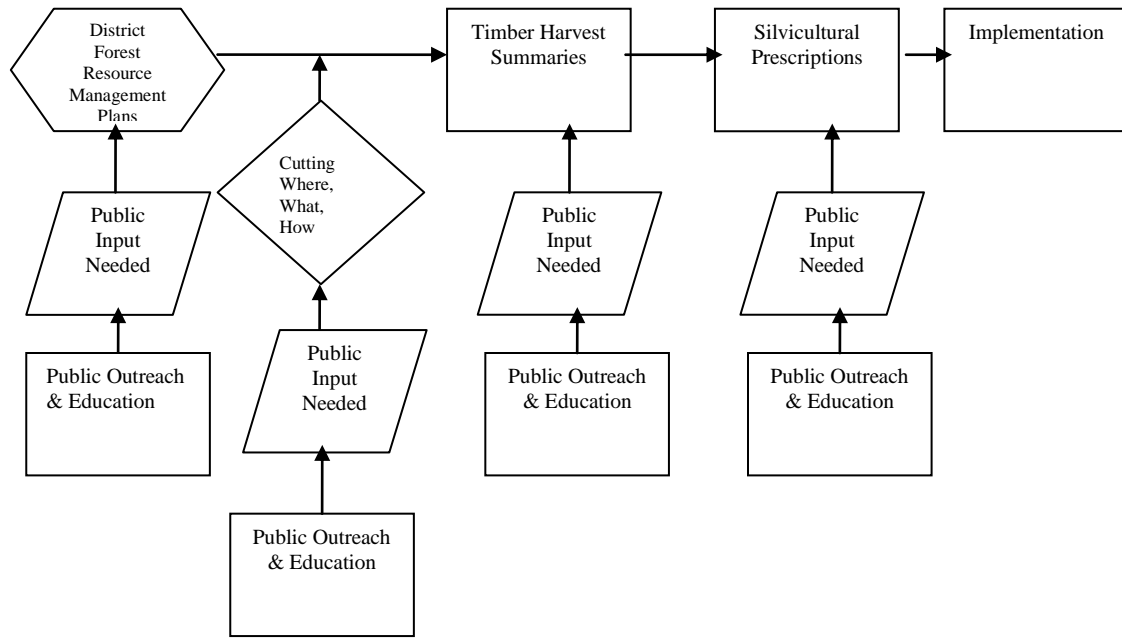 District
Forest
Resource
Management
Plans
Timber Harvest
Summaries
Silvicultural
Prescriptions
Implementation
Cutting
Where,
What,
How
Public
Input
Needed
Public
Input
Needed
Public
Input
Needed
Public
Input
Needed
Public Outreach
& Education
Public Outreach
& Education
Public Outreach
& Education
Public Outreach
& Education